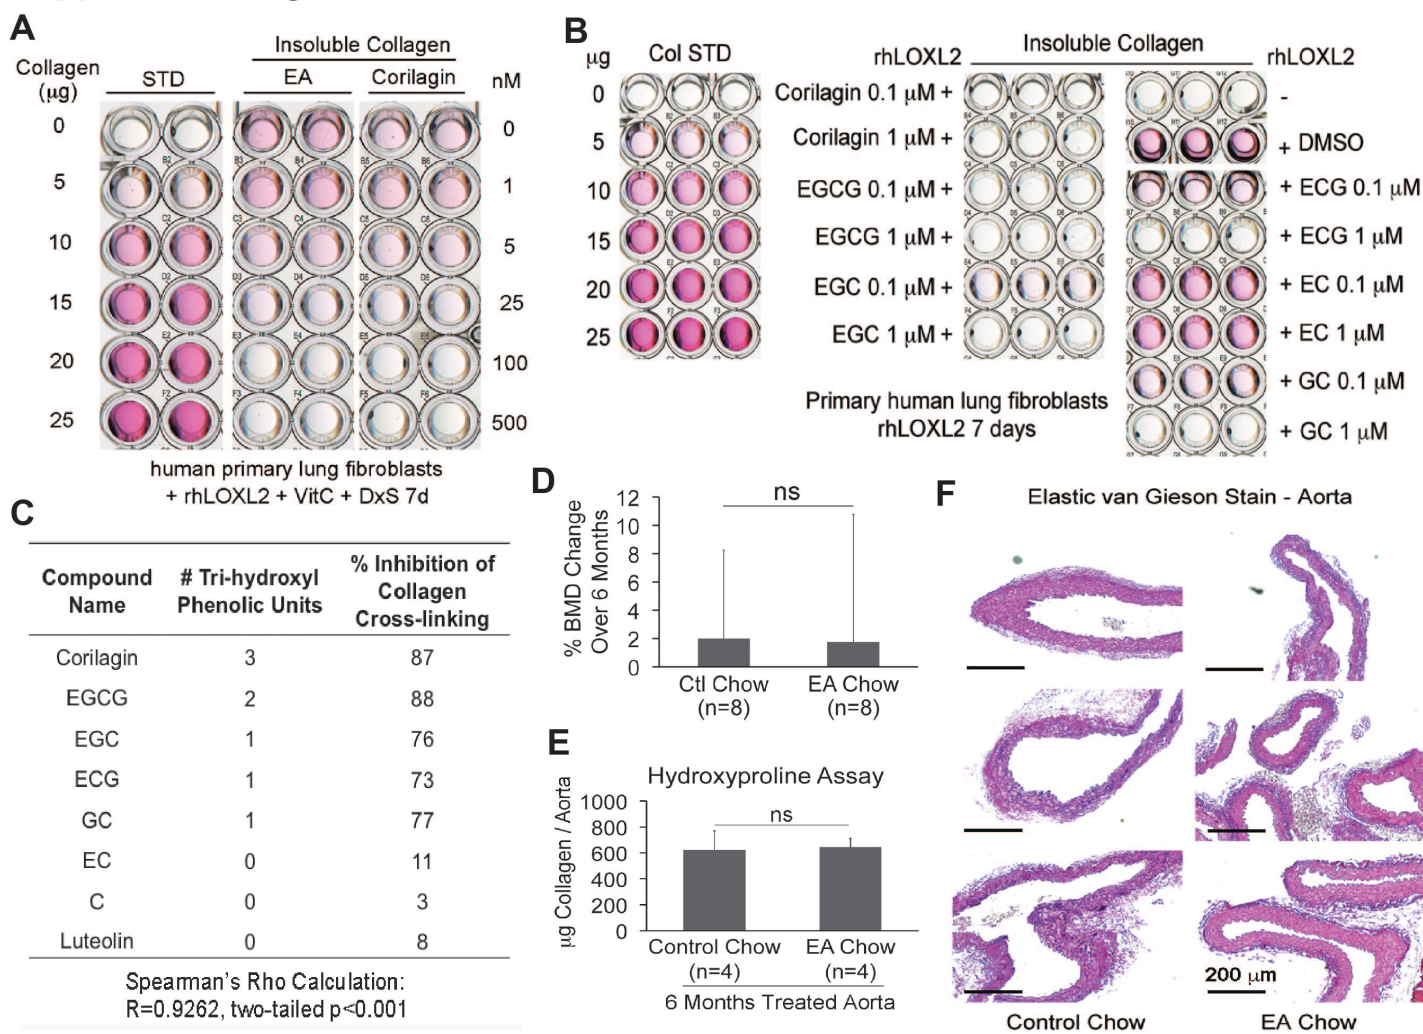 A
Insoluble Collagen
Collagen
(µg)
STD
EA
Corilagin
nM
0
0
5
1
10
5
15
25
20
100
25
500
human primary lung fibroblasts
+ rhLOXL2 + VitC + DxS 7d
B
µg
Col STD
rhLOXL2
Insoluble Collagen
rhLOXL2
0
5
10
15
20
25
Corilagin 0.1 µM +
Corilagin 1 µM +
EGCG 0.1 µM +
EGCG 1 µM +
EGC 0.1 µM +
EGC 1 µM +
-
+ DMSO
+ ECG 0.1 µM
+ ECG 1 µM
+ EC 0.1 µM
+ EC 1 µM
+ GC 0.1 µM
+ GC 1 µM
Primary human lung fibroblasts
rhLOXL2 7 days
C
Compound Name
# Tri-hydroxyl Phenolic Units
% Inhibition of Collagen Cross-linking
Corilagin 3 87
EGCG 2 88
EGC 1 76
ECG 1 73
GC 1 77
EC 0 11
C 0 3
Luteolin 0 8
Spearman's Rho Calculation:
R=0.9262, two-tailed p<0.001
D
% BMD Change
Over 6 Months
12
10
8
6
4
2
0
ns
Ctl Chow
(n=8)
EA Chow
(n=8)
E
Hydroxyproline Assay
µg Collagen / Aorta
1000
800
600
400
200
0
ns
Control Chow
(n=4)
EA Chow
(n=4)
6 Months Treated Aorta
F
Elastic van Gieson Stain - Aorta
200 µm
Control Chow
EA Chow